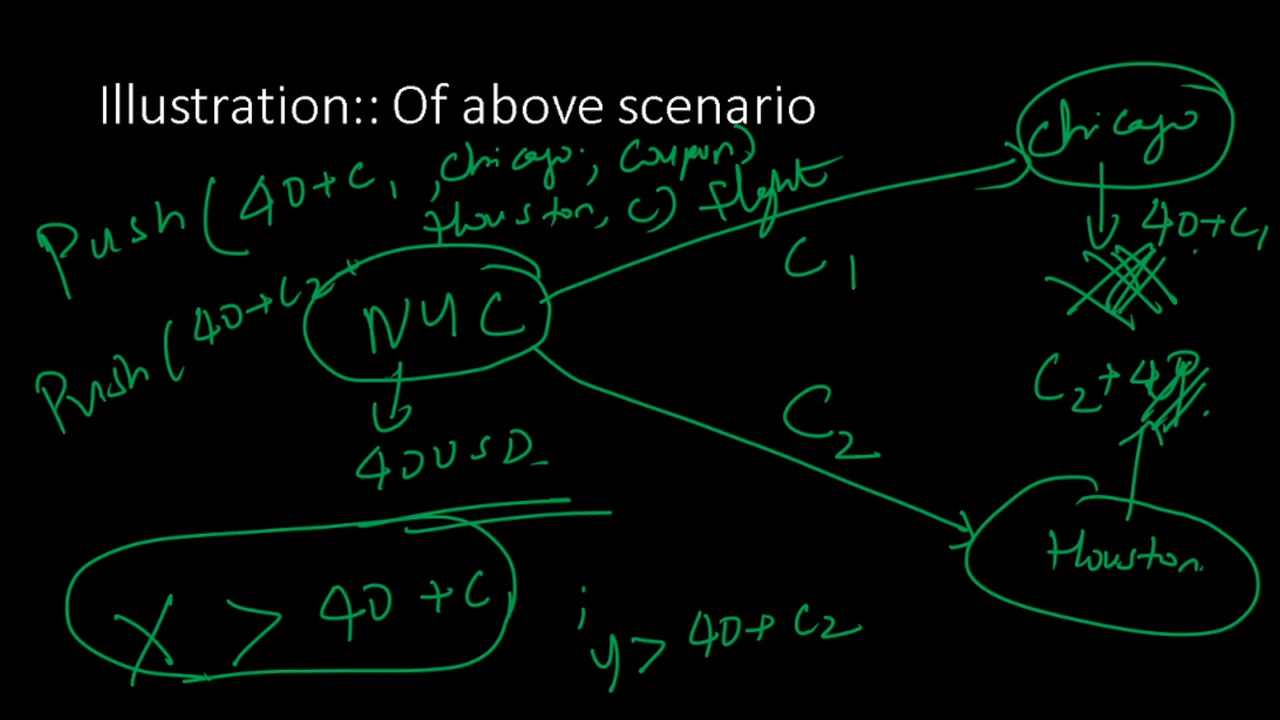 Illustration:: Of above scenario
Chicago
Push(40+C1, Chicago, Coupon)
Houston, C) flight
C1
40+C1
Push(40+C2
NYC
C2+40
C2
40USD
Houston
X > 40+C ; y > 40+C2